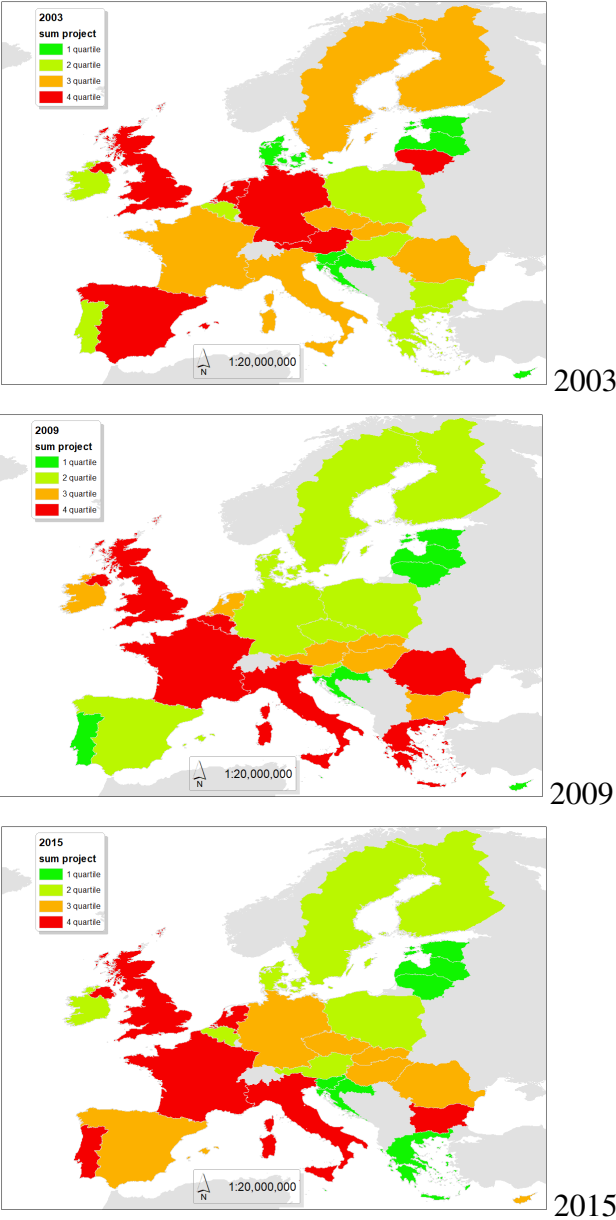 2003
sum project
1 quartile
2 quartile
3 quartile
4 quartile
N
1:20,000,000
2003
2009
sum project
1 quartile
2 quartile
3 quartile
4 quartile
N
1:20,000,000
2009
2015
sum project
1 quartile
2 quartile
3 quartile
4 quartile
N
1:20,000,000
2015